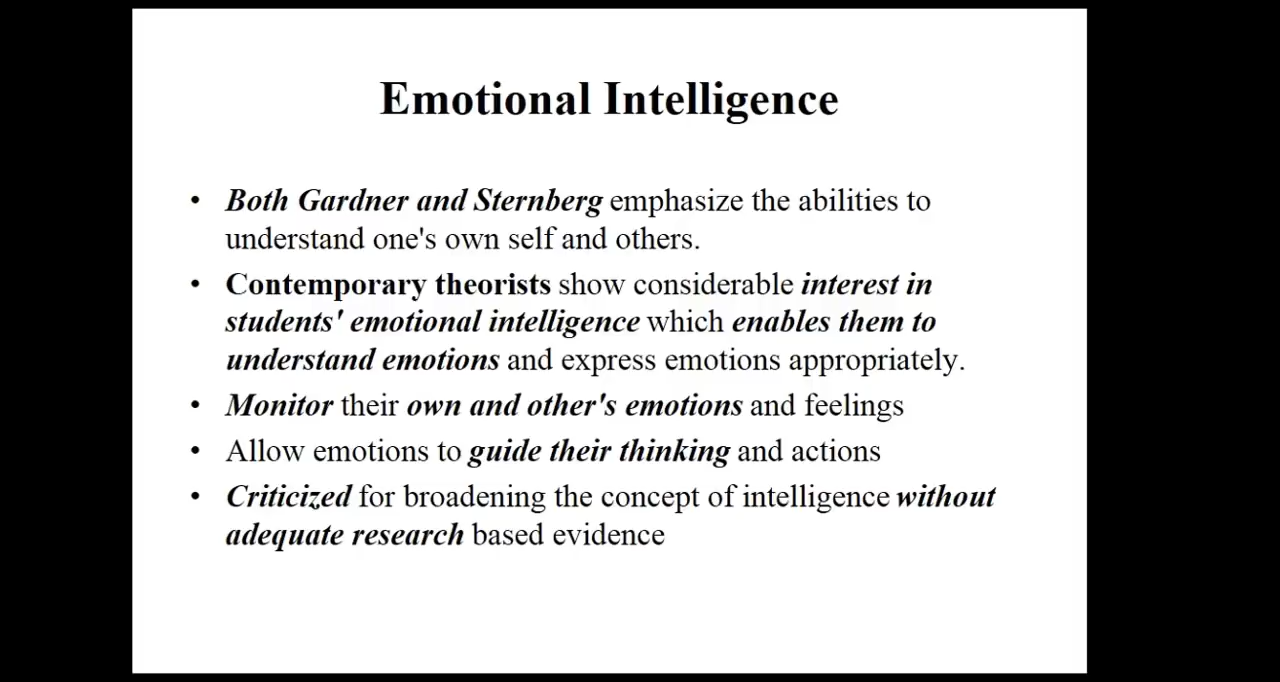 Emotional Intelligence
• Both Gardner and Sternberg emphasize the abilities to
understand one's own self and others.
• Contemporary theorists show considerable interest in
students' emotional intelligence which enables them to
understand emotions and express emotions appropriately.
• Monitor their own and other's emotions and feelings
• Allow emotions to guide their thinking and actions
• Criticized for broadening the concept of intelligence without
adequate research based evidence